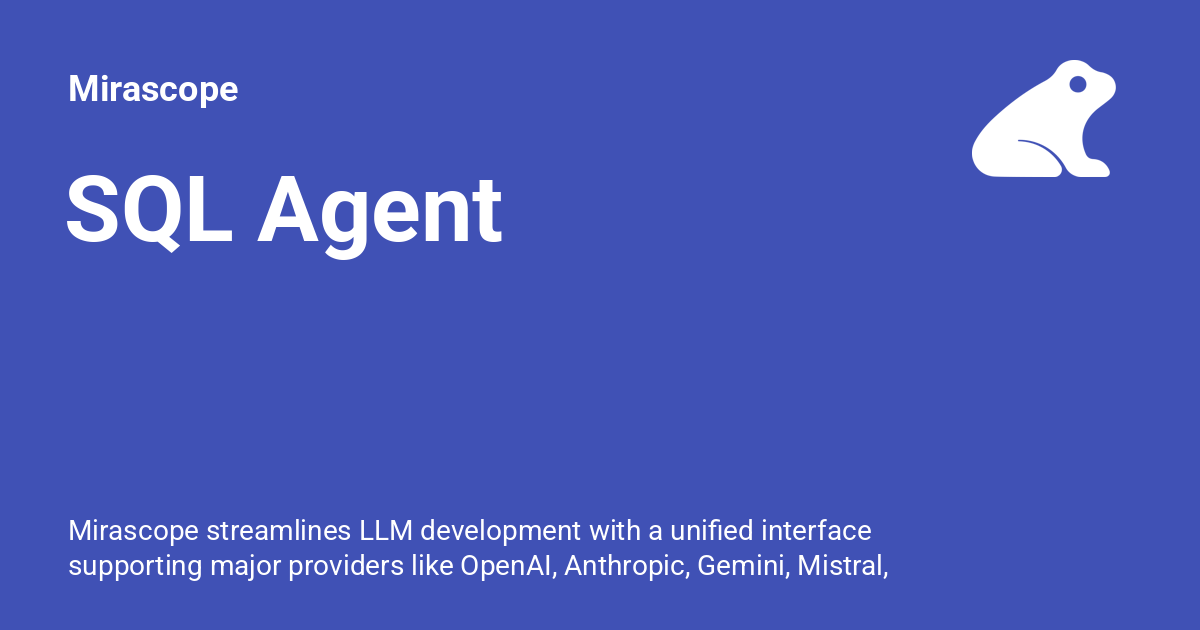 Mirascope
SQL Agent
Mirascope streamlines LLM development with a unified interface
supporting major providers like OpenAI, Anthropic, Gemini, Mistral,